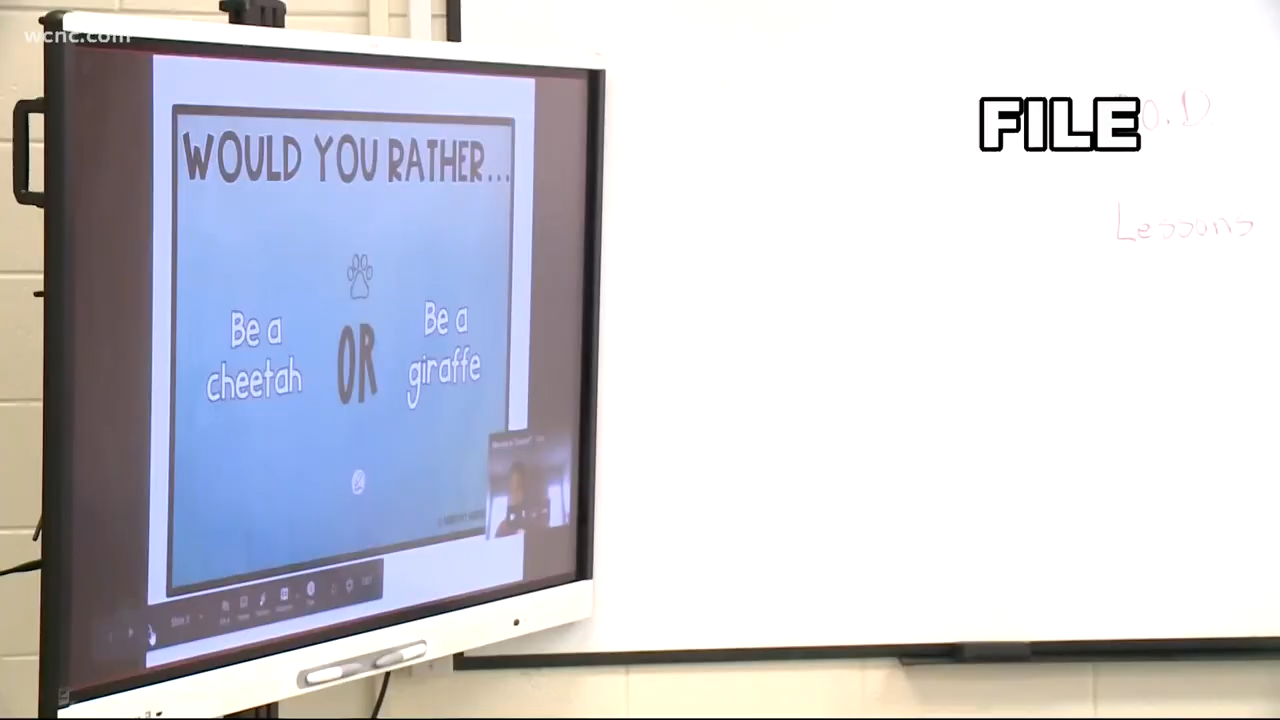 wcnc.com
FILE
WOULD YOU RATHER...
Be a
cheetah
OR
Be a
giraffe
Lessons